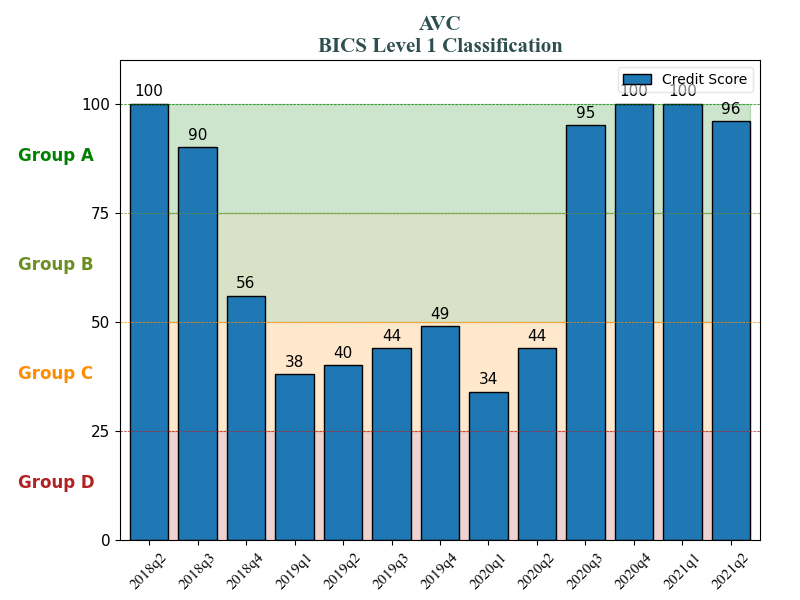 AVC
BICS Level 1 Classification
Credit Score
100
90
56
38
40
44
49
34
44
95
100
100
96
100
75
50
25
0
Group A
Group B
Group C
Group D
2018q2
2018q3
2018q4
2019q1
2019q2
2019q3
2019q4
2020q1
2020q2
2020q3
2020q4
2021q1
2021q2